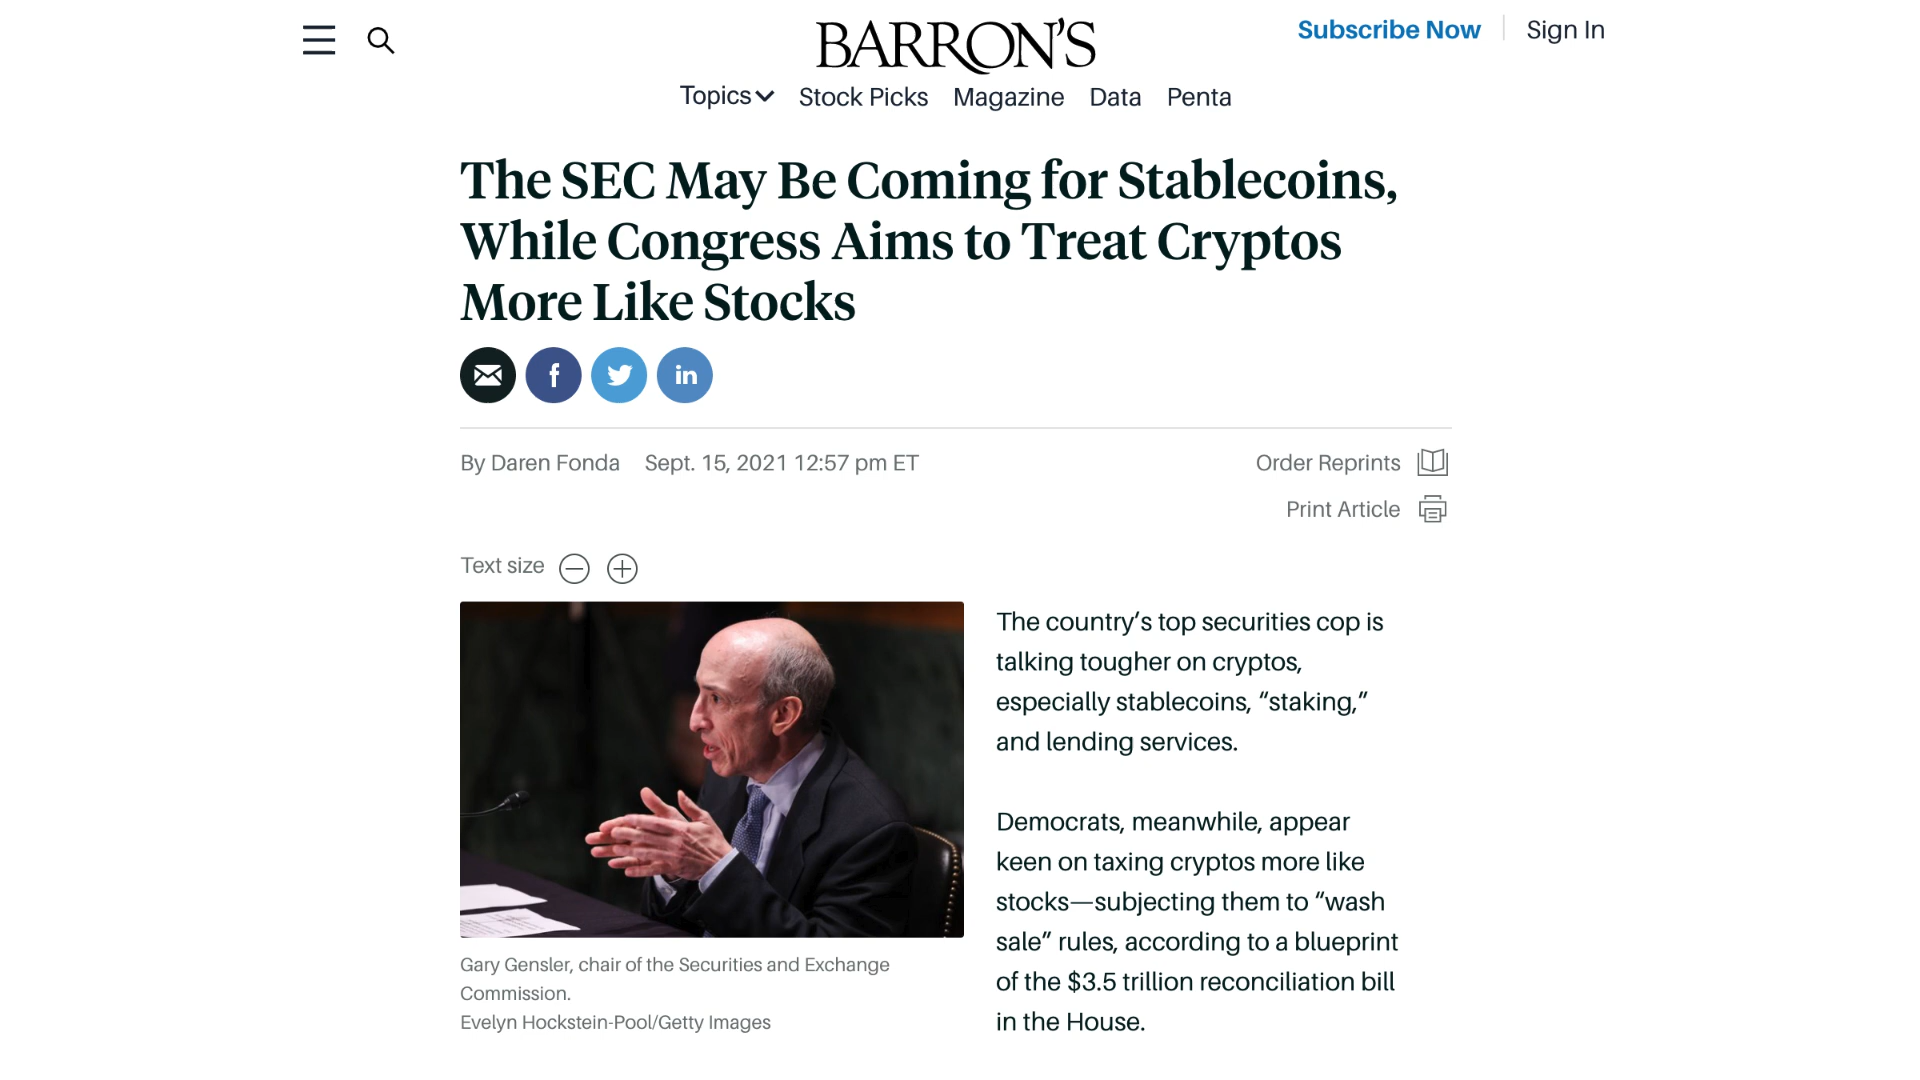 BARRON'S
Subscribe Now
Sign In
Topics
Stock Picks
Magazine
Data
Penta
The SEC May Be Coming for Stablecoins,
While Congress Aims to Treat Cryptos
More Like Stocks
f
in
By Daren Fonda
Sept. 15, 2021 12:57 pm ET
Order Reprints
Print Article
Text size
The country’s top securities cop is
talking tougher on cryptos,
especially stablecoins, “staking,”
and lending services.
Democrats, meanwhile, appear
keen on taxing cryptos more like
stocks—subjecting them to “wash
sale” rules, according to a blueprint
of the $3.5 trillion reconciliation bill
in the House.
Gary Gensler, chair of the Securities and Exchange
Commission.
Evelyn Hockstein-Pool/Getty Images